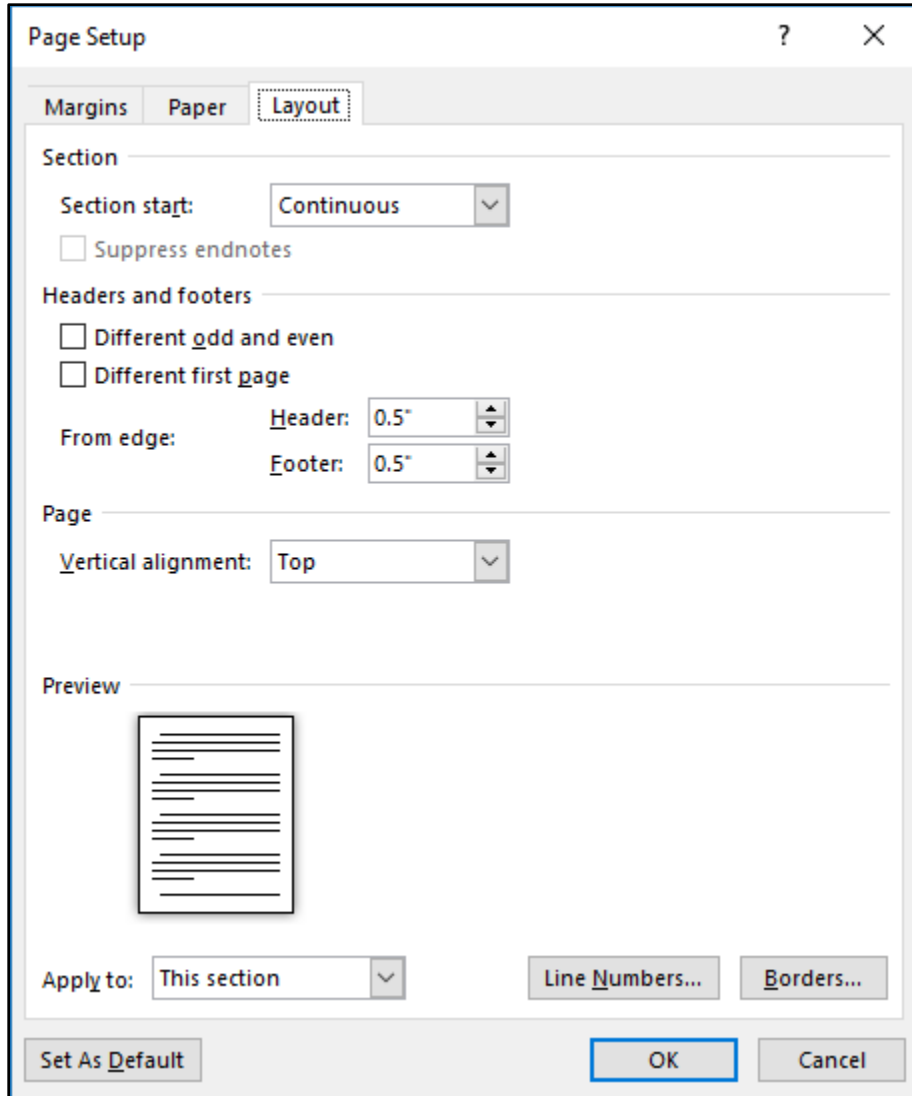 Page Setup ?
Margins Paper Layout
Section
Section start: Continuous
Suppress endnotes
Headers and footers
Different odd and even
Different first page
From edge: Header: 0.5"
Footer: 0.5"
Page
Vertical alignment: Top
Preview
Apply to: This section Line Numbers... Borders...
Set As Default OK Cancel